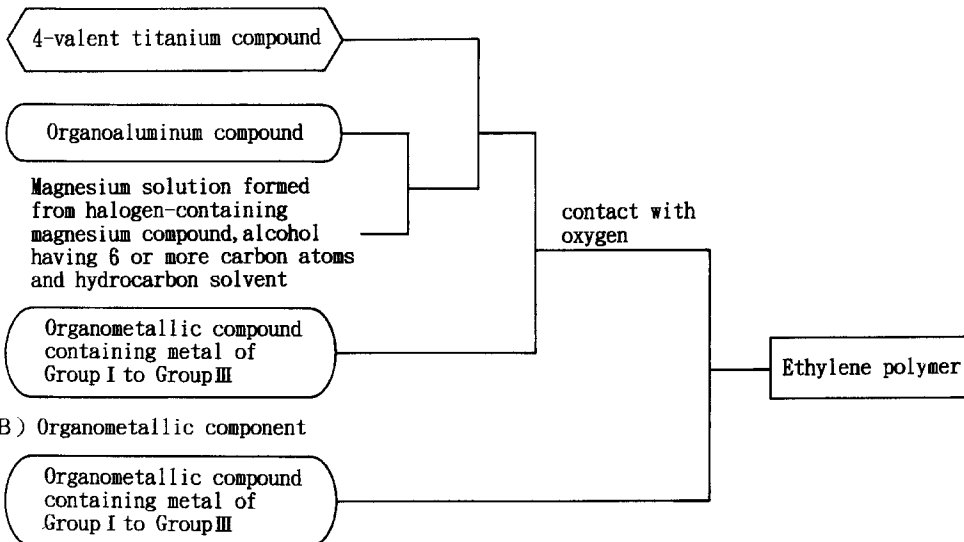 4-valent titanium compound
Organoaluminum compound
Magnesium solution formed
from halogen-containing
magnesium compound,alcohol
having 6 or more carbon atoms
and hydrocarbon solvent
contact with
oxygen
Organometallic compound
containing metal of
Group I to Group III
Ethylene polymer
B) Organometallic component
Organometallic compound
containing metal of
Group I to Group III